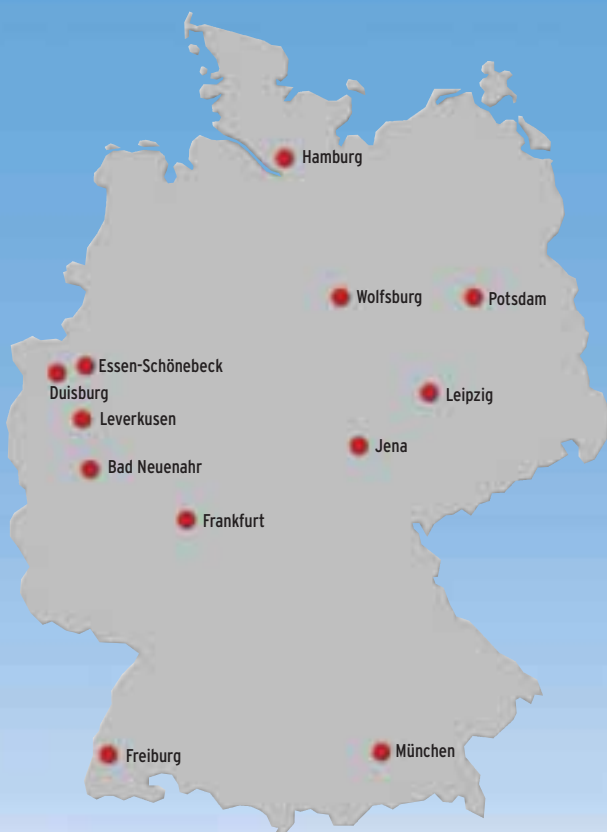 Hamburg
Wolfsburg
Potsdam
Essen-Schönebeck
Duisburg
Leipzig
Leverkusen
Jena
Bad Neuenahr
Frankfurt
Freiburg
München